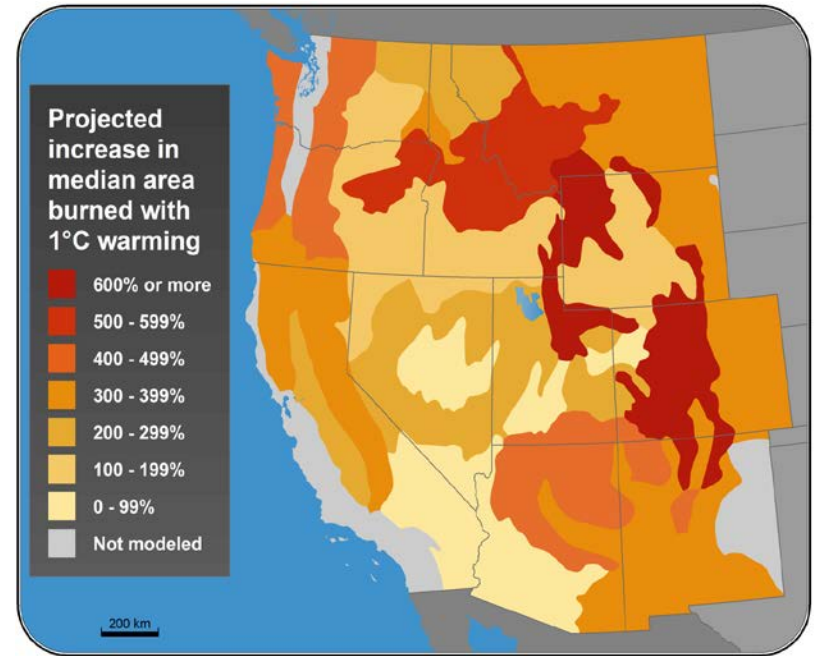 Projected
increase in
median area
burned with
1°C warming
600% or more
500 - 599%
400 - 499%
300 - 399%
200 - 299%
100 - 199%
0 - 99%
Not modeled
200 km